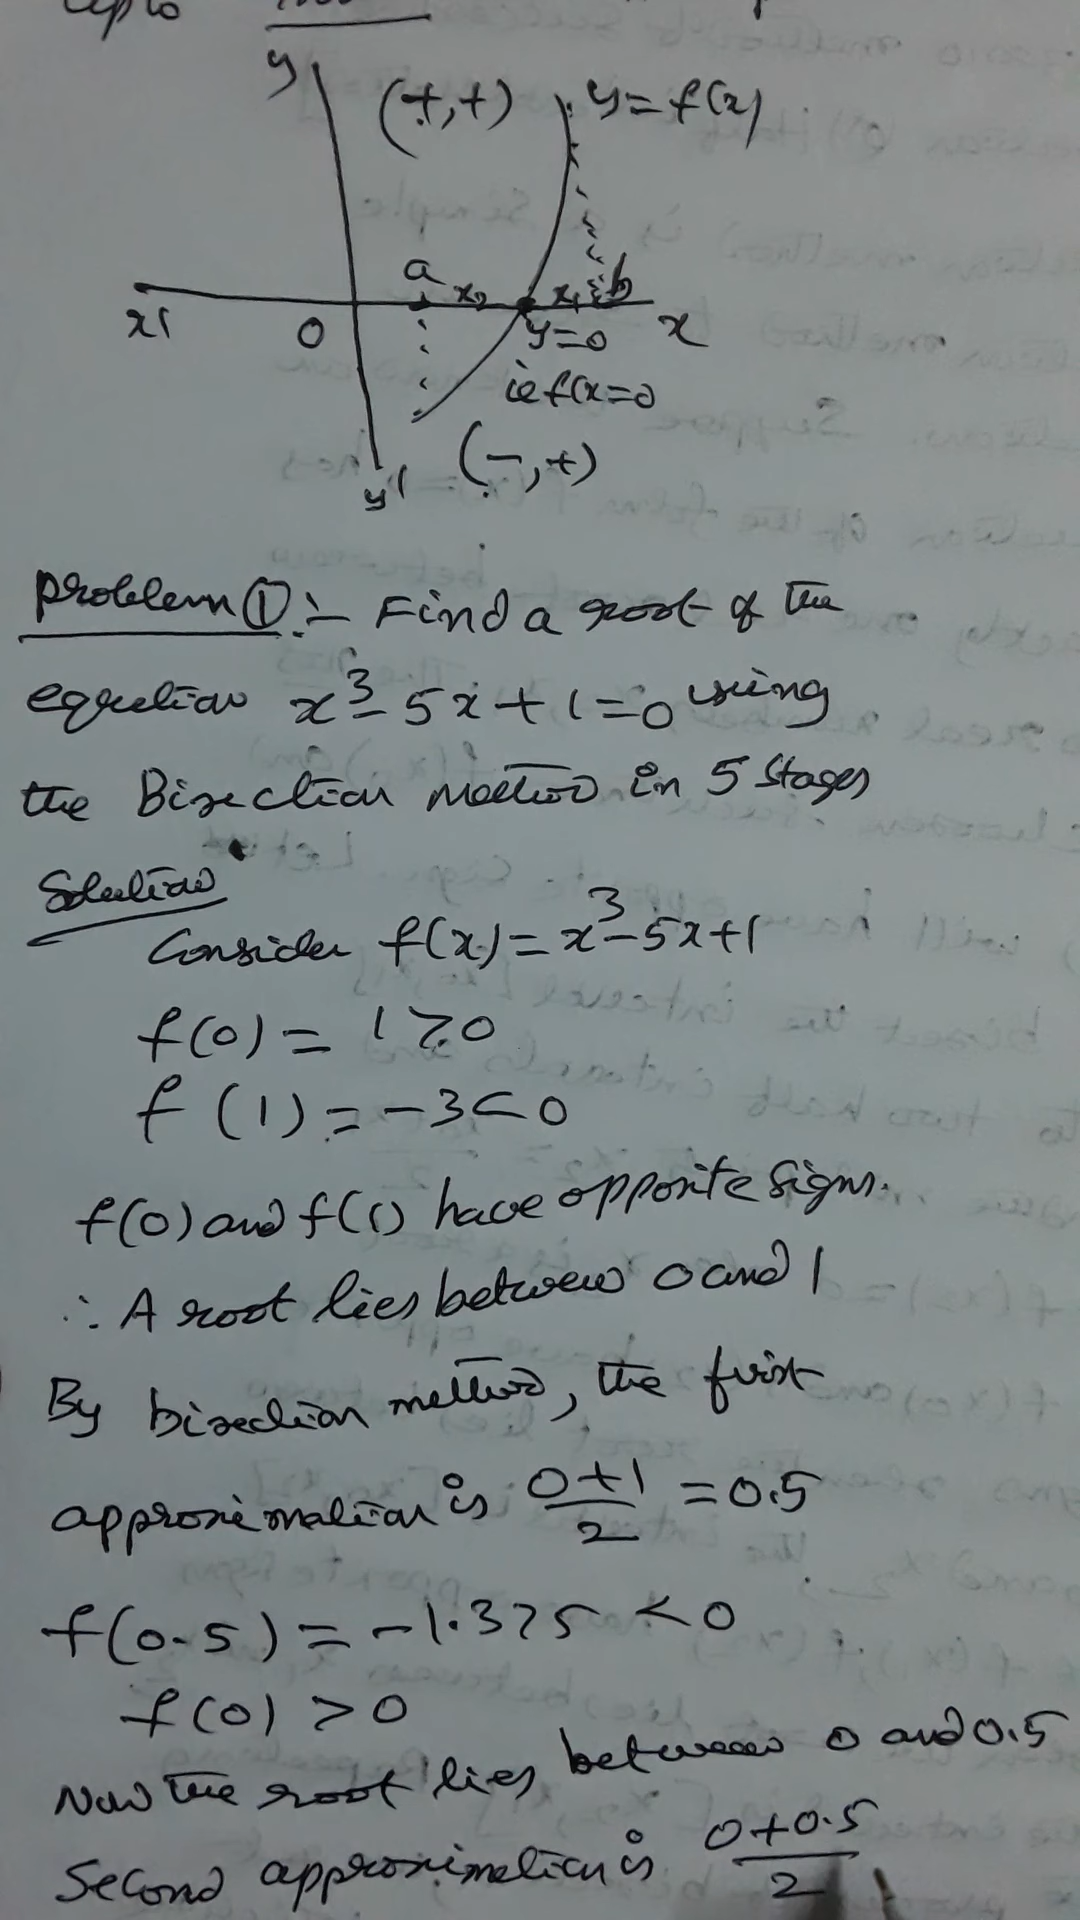 y
(+,+) y=f(x)
a x₂ x₁ b
x1 0 y=0 x
ie f(x=0
(-,+)
y1
Problem ①:- Find a root of the
equation x³-5x+1=0 using
the Bisection method in 5 stages
Solution
Consider f(x)=x³-5x+1
f(0) = 1>0
f(1)=-3<0
f(0) and f(1) have opposite signs.
∴ A root lies between 0 and 1
By bisection method, the first
approximation is 0+1/2 =0.5
f(0.5)=-1.375 <0
f(0) >0
Now the root lies between 0 and 0.5
Second approximation is 0+0.5/2